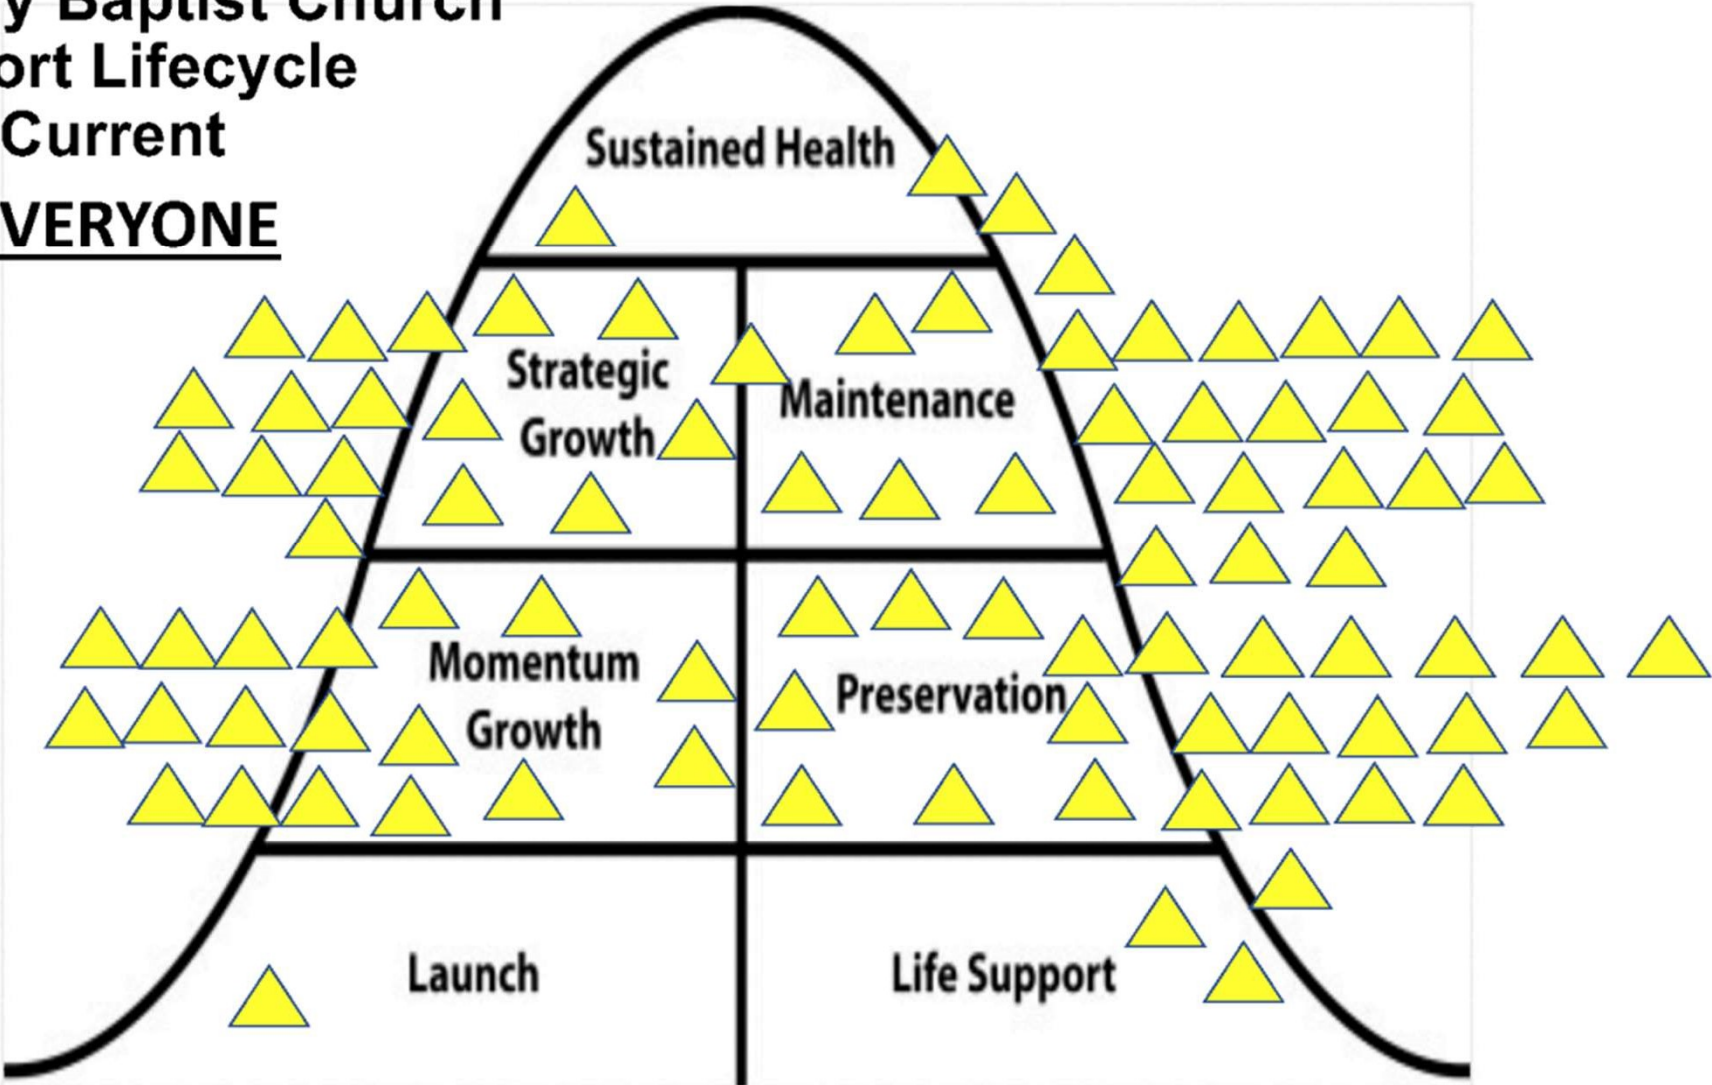 y Baptist Church
ort Lifecycle
Current
VERYONE
Sustained Health
Strategic
Growth
Maintenance
Momentum
Growth
Preservation
Launch
Life Support